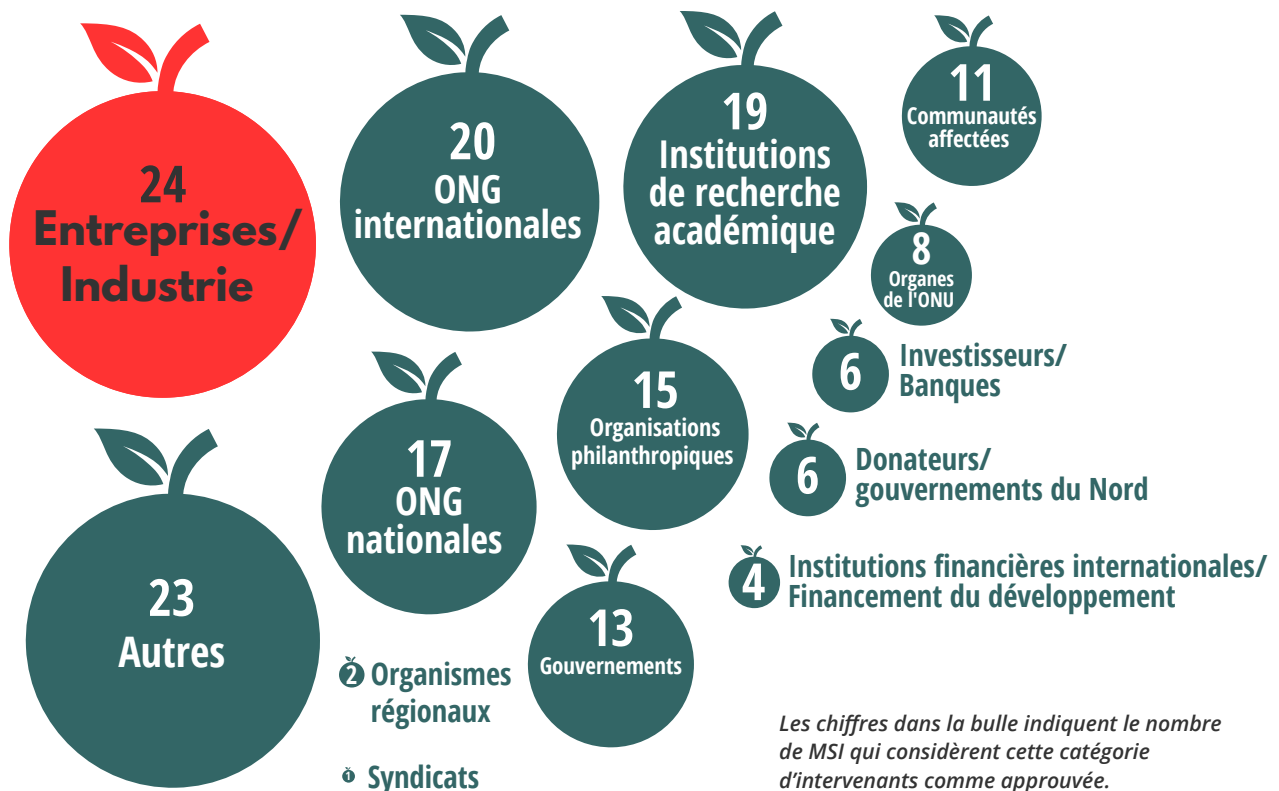 24
Entreprises/
Industrie
20
ONG
internationales
19
Institutions
de recherche
académique
11
Communautés
affectées
8
Organes
de l'ONU
6
Investisseurs/
Banques
15
Organisations
philanthropiques
17
ONG
nationales
6
Donateurs/
gouvernements du Nord
4
Institutions financières internationales/
Financement du développement
23
Autres
13
Gouvernements
2
Organismes
régionaux
1
Syndicats
Les chiffres dans la bulle indiquent le nombre
de MSI qui considèrent cette catégorie
d'intervenants comme approuvée.